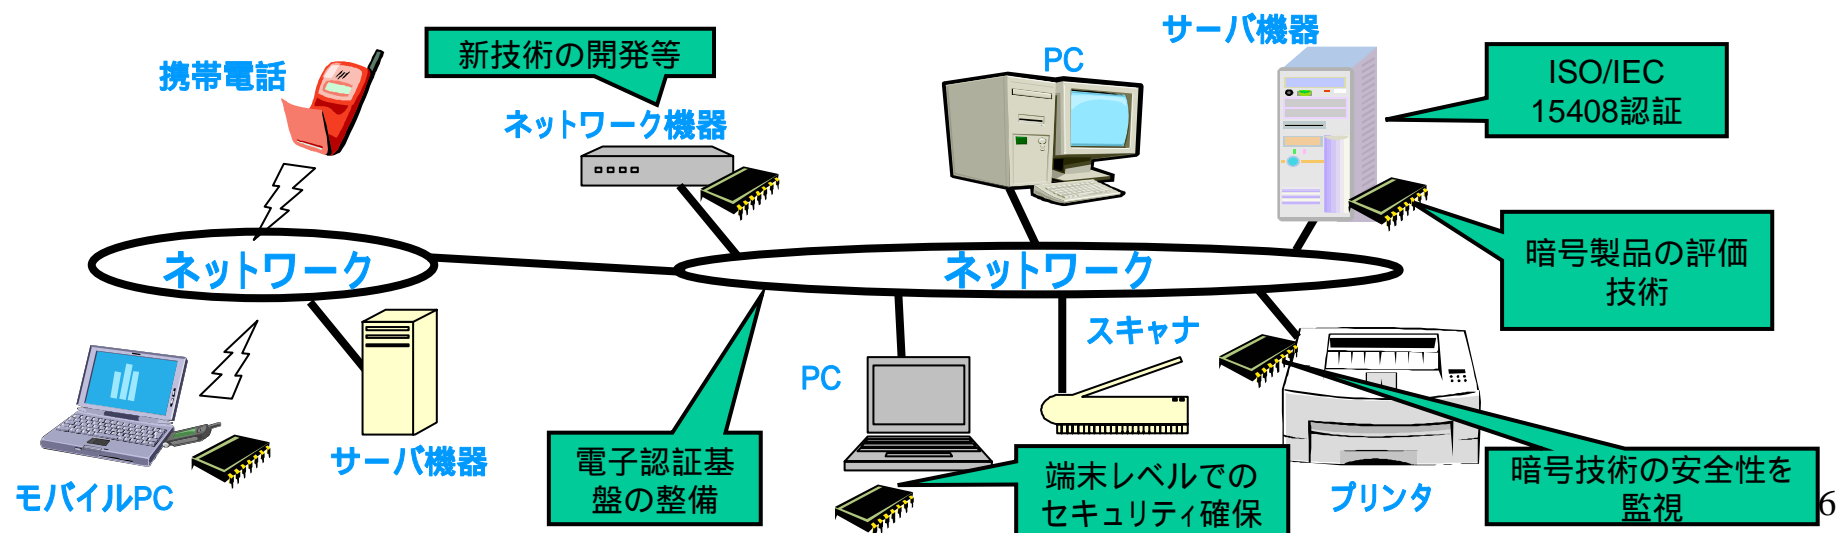 サーバ機器
新技術の開発等
PC
携帯電話
ISO/IEC
15408認証
ネットワーク機器
ネットワーク
ネットワーク
暗号製品の評価
技術
スキャナ
PC
サーバ機器
電子認証基
盤の整備
端末レベルでの
セキュリティ確保
モバイルPC
プリンタ
暗号技術の安全性を
監視
6